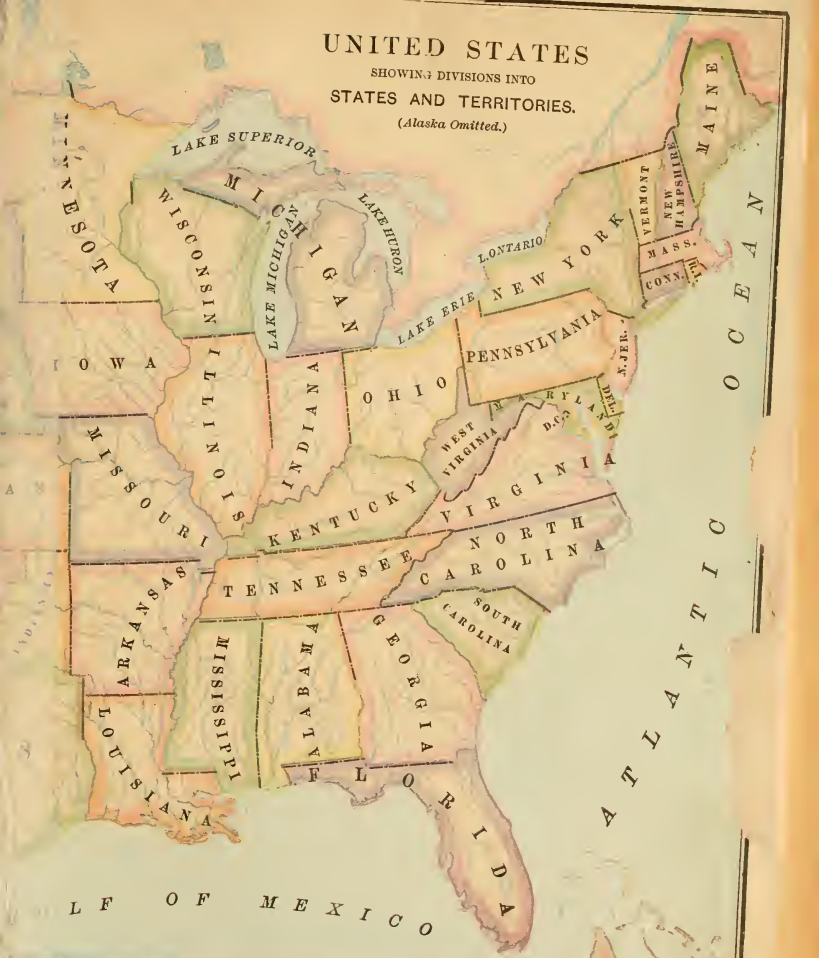 UNITED STATES
SHOWING DIVISIONS INTO
STATES AND TERRITORIES.
(Alaska Omitted.)
MAINE
LAKE SUPERIOR
VERMONT
NEW
HAMPSHIRE
NNESOTA
WISCONSIN
MICHIGAN
LAKE MICHIGAN
LAKE HURON
L. ONTARIO
NEW YORK
MASS.
CONN.
R.I.
LAKE ERIE
PENNSYLVANIA
N. JER.
IOWA
ILLINOIS
INDIANA
OHIO
MARYLAND
DEL.
D.C.
WEST
VIRGINIA
VIRGINIA
MISSOURI
KENTUCKY
NORTH
CAROLINA
TENNESSEE
ARKANSAS
SOUTH
CAROLINA
MISSISSIPPI
ALABAMA
GEORGIA
LOUISIANA
FLORIDA
ATLANTIC OCEAN
LF OF MEXICO